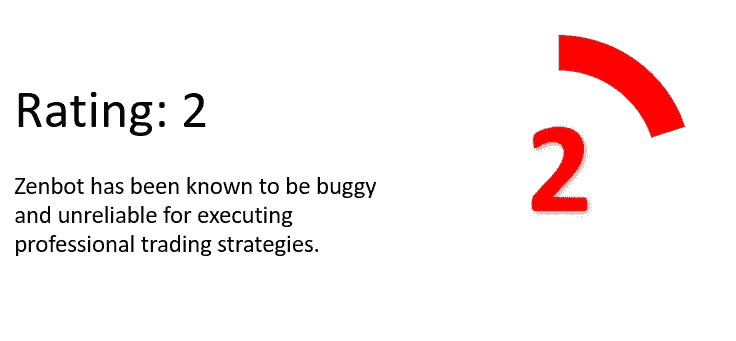 Rating: 2
Zenbot has been known to be buggy
and unreliable for executing
professional trading strategies.
2